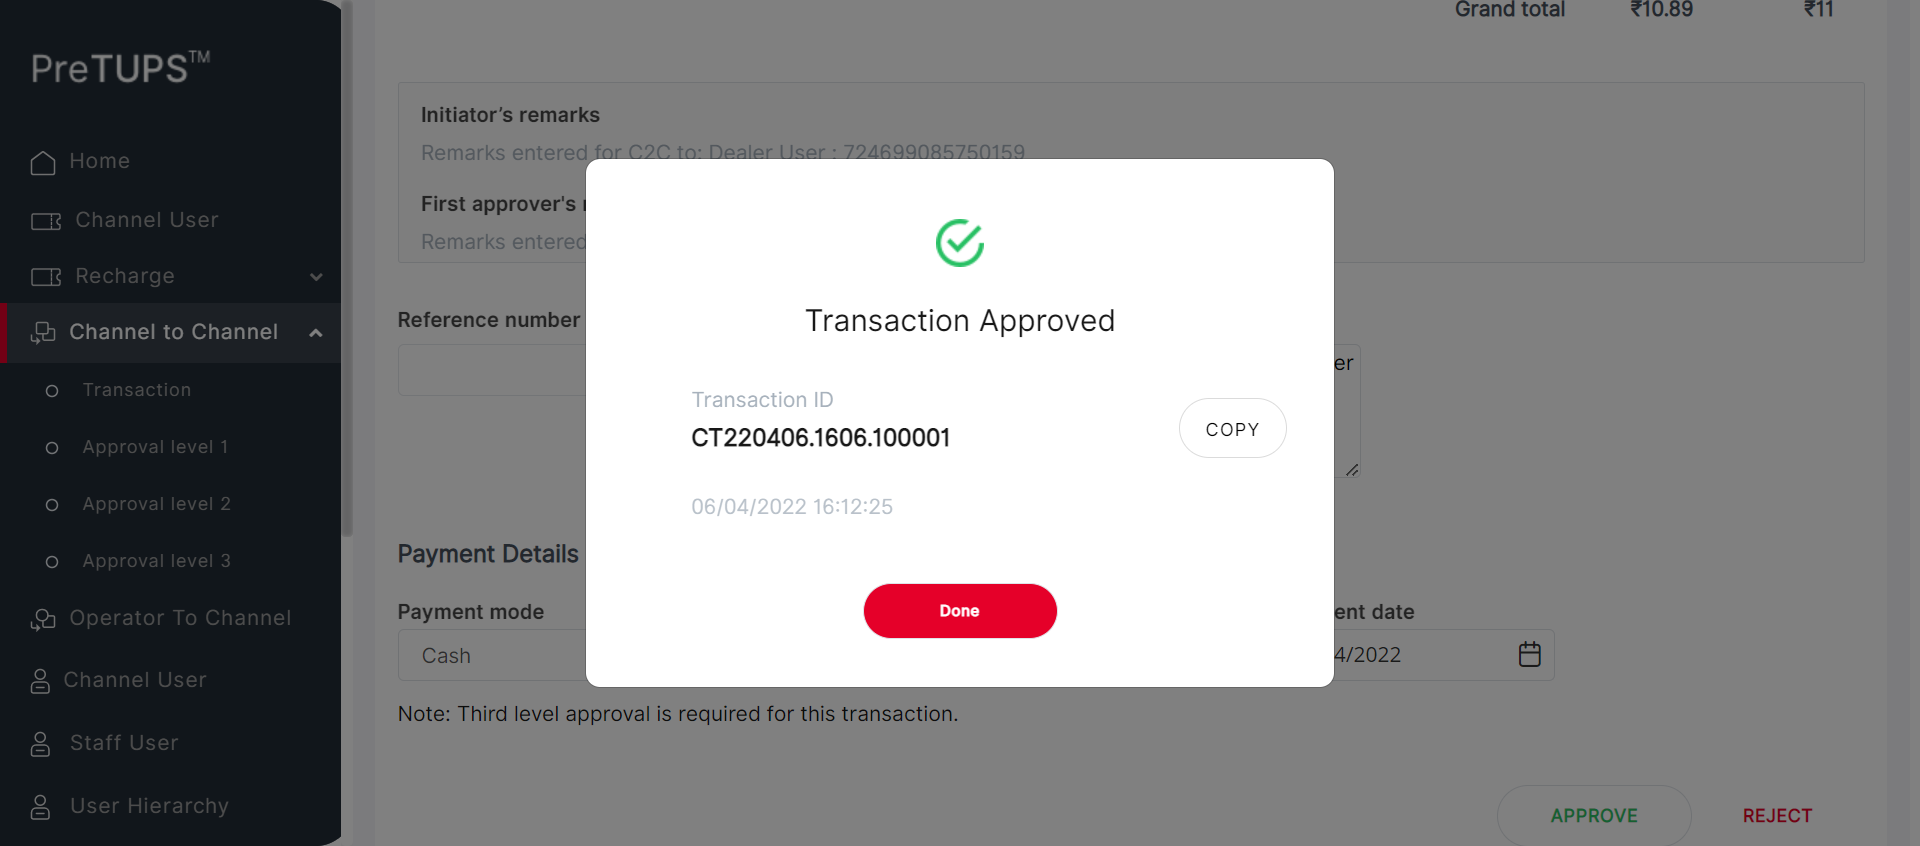 PreTUPS™
Home
Channel User
Recharge
Channel to Channel
Transaction
Approval level 1
Approval level 2
Approval level 3
Operator To Channel
Channel User
Staff User
User Hierarchy
Grand total ₹10.89 ₹11
Initiator’s remarks
Remarks entered for C2C to: Dealer User : 724699085750159
First approver's
Remarks entered
Reference number
Transaction Approved
Transaction ID
CT220406.1606.100001
COPY
06/04/2022 16:12:25
Done
Payment Details
Payment mode
Cash
date
4/2022
Note: Third level approval is required for this transaction.
APPROVE
REJECT